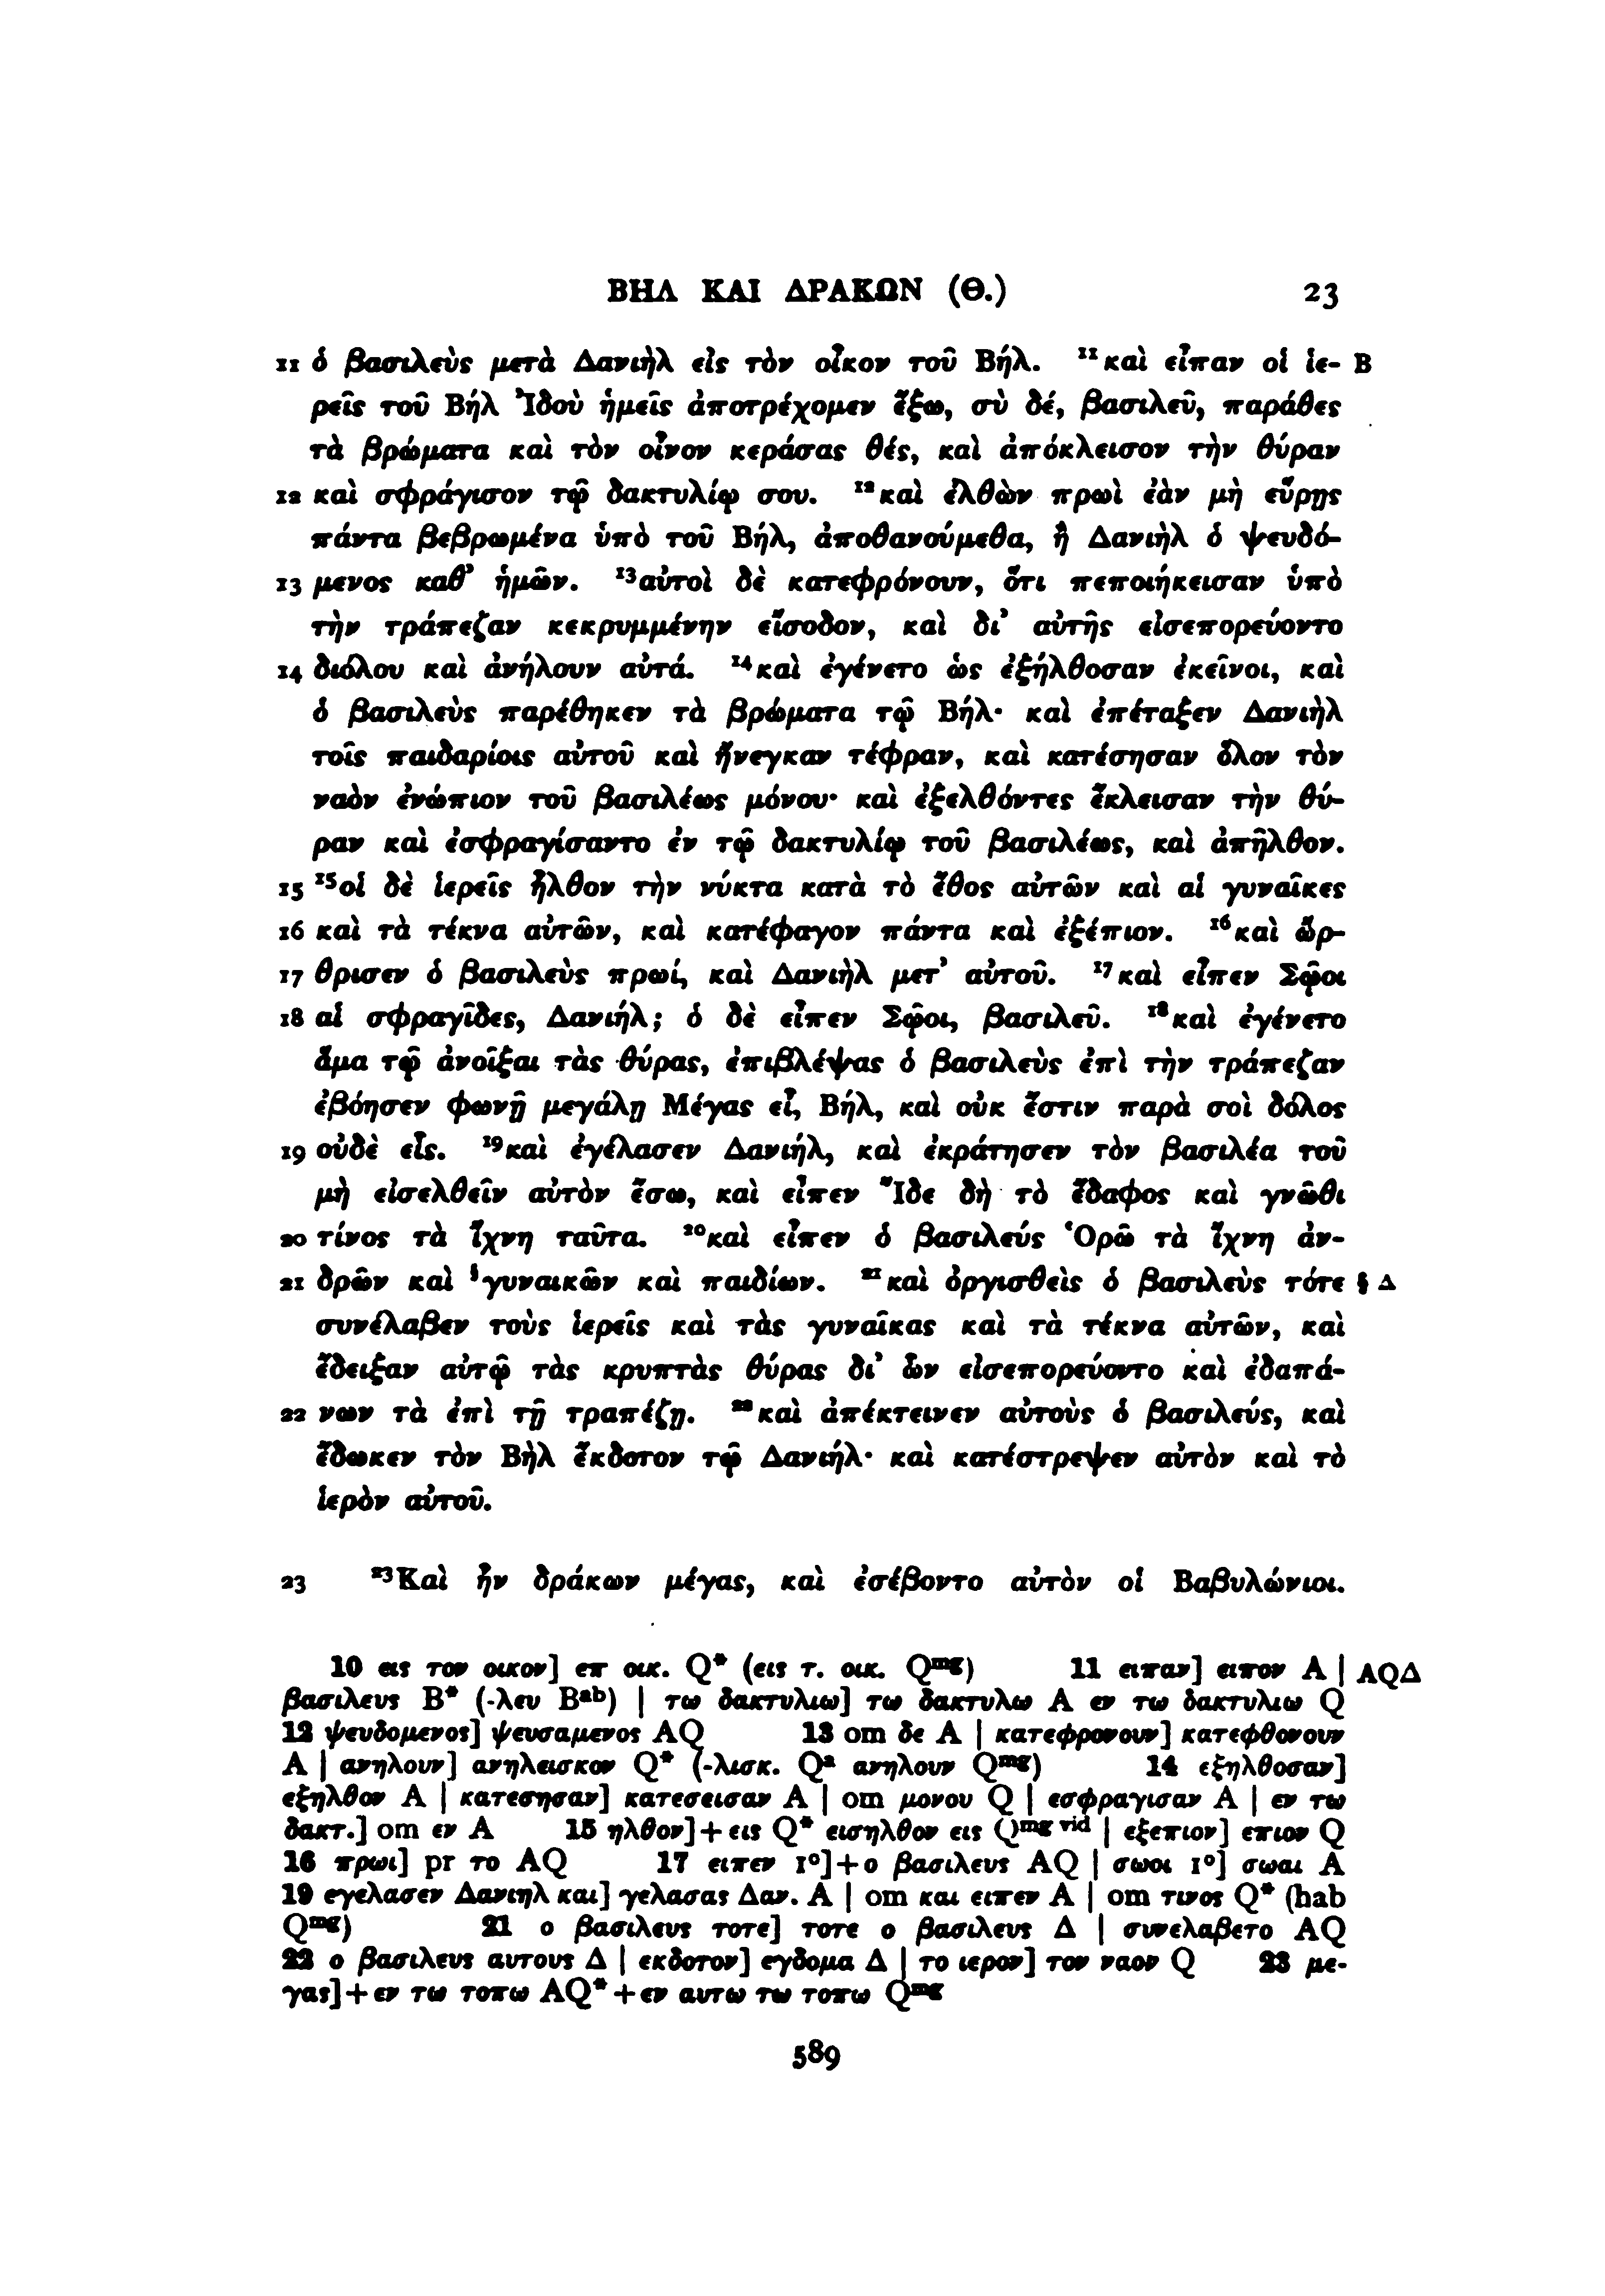 ΒΗΛ ΚΑΙ ΔΡΑΚΩΝ (Θ.) 23
11 ὁ βασιλεὺς μετὰ Δανιὴλ εἰς τὸν οἶκον τοῦ Βήλ. ¹¹καὶ εἶπαν οἱ ἱε- B
ρεῖς τοῦ Βήλ Ἰδοὺ ἡμεῖς ἀποτρέχομεν ἔξω, σὺ δέ, βασιλεῦ, παράθες
τὰ βρώματα καὶ τὸν οἶνον κεράσας θές, καὶ ἀπόκλεισον τὴν θύραν
12 καὶ σφράγισον τῷ δακτυλίῳ σου. ¹²καὶ ἐλθὼν πρωὶ ἐὰν μὴ εὕρῃς
πάντα βεβρωμένα ὑπὸ τοῦ Βήλ, ἀποθανούμεθα, ἢ Δανιὴλ ὁ ψευδό-
13 μενος καθ’ ἡμῶν. ¹³αὐτοὶ δὲ κατεφρόνουν, ὅτι πεποιήκεισαν ὑπὸ
τὴν τράπεζαν κεκρυμμένην εἴσοδον, καὶ δι’ αὐτῆς εἰσεπορεύοντο
14 διόλου καὶ ἀνήλουν αὐτά. ¹⁴καὶ ἐγένετο ὡς ἐξήλθοσαν ἐκεῖνοι, καὶ
ὁ βασιλεὺς παρέθηκεν τὰ βρώματα τῷ Βήλ· καὶ ἐπέταξεν Δανιὴλ
τοῖς παιδαρίοις αὐτοῦ καὶ ἤνεγκαν τέφραν, καὶ κατέσησαν ὅλον τὸν
ναὸν ἐνώπιον τοῦ βασιλέως μόνου· καὶ ἐξελθόντες ἔκλεισαν τὴν θύ-
ραν καὶ ἐσφραγίσαντο ἐν τῷ δακτυλίῳ τοῦ βασιλέως, καὶ ἀπῆλθον.
15 ¹⁵οἱ δὲ ἱερεῖς ἦλθον τὴν νύκτα κατὰ τὸ ἔθος αὐτῶν καὶ αἱ γυναῖκες
16 καὶ τὰ τέκνα αὐτῶν, καὶ κατέφαγον πάντα καὶ ἐξέπιον. ¹⁶καὶ ὤρ-
17 θρισεν ὁ βασιλεὺς πρωί, καὶ Δανιὴλ μετ’ αὐτοῦ. ¹⁷καὶ εἶπεν Σῷοι
18 αἱ σφραγῖδες, Δανιήλ; ὁ δὲ εἶπεν Σῷοι, βασιλεῦ. ¹⁸καὶ ἐγένετο
ἅμα τῷ ἀνοῖξαι τὰς θύρας, ἐπιβλέψας ὁ βασιλεὺς ἐπὶ τὴν τράπεζαν
ἐβόησεν φωνῇ μεγάλῃ Μέγας εἶ, Βήλ, καὶ οὐκ ἔστιν παρὰ σοὶ δόλος
19 οὐδὲ εἷς. ¹⁹καὶ ἐγέλασεν Δανιήλ, καὶ ἐκράτησεν τὸν βασιλέα τοῦ
μὴ εἰσελθεῖν αὐτὸν ἔσω, καὶ εἶπεν Ἴδε δὴ τὸ ἔδαφος καὶ γνῶθι
20 τίνος τὰ ἴχνη ταῦτα. ²⁰καὶ εἶπεν ὁ βασιλεύς Ὁρῶ τὰ ἴχνη ἀν-
21 δρῶν καὶ §γυναικῶν καὶ παιδίων. ²¹καὶ ὀργισθεὶς ὁ βασιλεὺς τότε § Δ
συνέλαβεν τοὺς ἱερεῖς καὶ τὰς γυναῖκας καὶ τὰ τέκνα αὐτῶν, καὶ
ἔδειξαν αὐτῷ τὰς κρυπτὰς θύρας δι’ ὧν εἰσεπορεύοντο καὶ ἐδαπά-
22 νων τὰ ἐπὶ τῇ τραπέζῃ. ²²καὶ ἀπέκτεινεν αὐτοὺς ὁ βασιλεύς, καὶ
ἔδωκεν τὸν Βὴλ ἔκδοτον τῷ Δανιήλ· καὶ κατέστρεψεν αὐτὸν καὶ τὸ
ἱερὸν αὐτοῦ.
23 ²³Καὶ ἦν δράκων μέγας, καὶ ἐσέβοντο αὐτὸν οἱ Βαβυλώνιοι.
10 εις τον οικον] επ οικ. Q* (εις τ. οικ. Qᵐᵍ) 11 ειπαν] ειπον A | AQΔ
βασιλευς B* (-λευ Bᵃᵇ) | τω δακτυλιω] τω δακτυλω A εν τω δακτυλιω Q
12 ψευδομενος] ψευσαμενος AQ 13 om δε A | κατεφρονουν] κατεφθονουν
A | ανηλουν] ανηλεισκον Q* (-λισκ. Qᵃ ανηλουν Qᵐᵍ) 14 εξηλθοσαν]
εξηλθον A | κατεσησαν] κατεσεισαν A | om μονου Q | εσφραγισαν A | εν τω
δακτ.] om εν A 15 ηλθον]+εις Q* εισηλθον εις Qᵐᵍ ᵛⁱᵈ | εξεπιον] επιον Q
16 πρωι] pr το AQ 17 ειπεν 1°]+ο βασιλευς AQ | σωοι 1°] σωαι A
19 εγελασεν Δανιηλ και] γελασας Δαν. A | om και ειπεν A | om τινος Q* (hab
Qᵐᵍ) 21 ο βασιλευς τοτε] τοτε ο βασιλευς Δ | συνελαβετο AQ
22 ο βασιλευς αυτους Δ | εκδοτον] εγδομα Δ | το ιερον] τον ναον Q 23 με-
γας]+εν τω τοπω AQ* +εν αυτω τω τοπω Qᵐᵍ
589